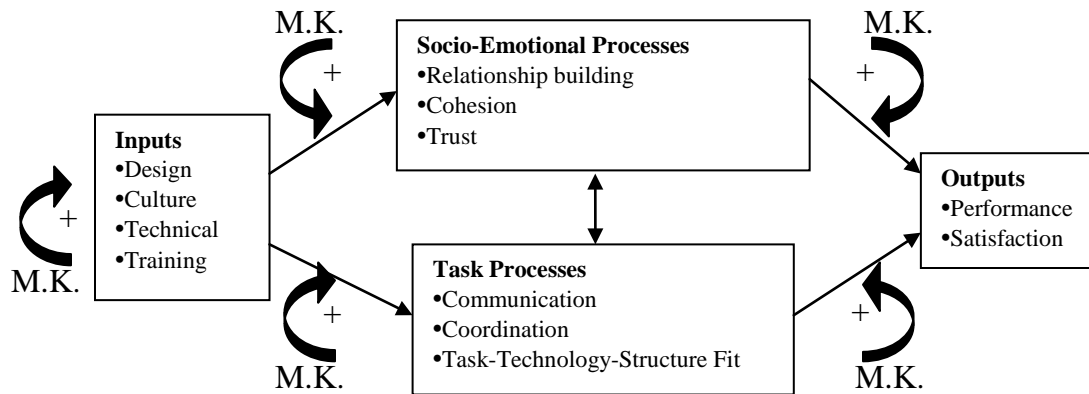 M.K.
+
Socio-Emotional Processes
•Relationship building
•Cohesion
•Trust
M.K.
+
Inputs
•Design
•Culture
•Technical
•Training
+
M.K.
Outputs
•Performance
•Satisfaction
Task Processes
•Communication
•Coordination
•Task-Technology-Structure Fit
+
M.K.
+
M.K.